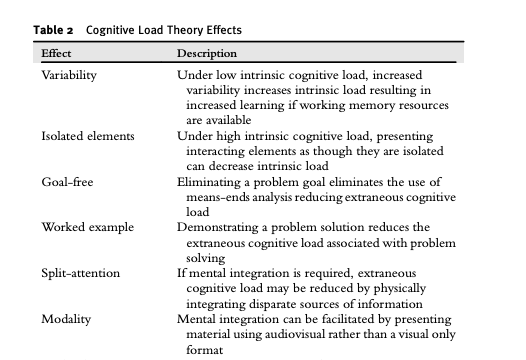 Table 2 Cognitive Load Theory Effects
Effect Description
Variability Under low intrinsic cognitive load, increased
variability increases intrinsic load resulting in
increased learning if working memory resources
are available
Isolated elements Under high intrinsic cognitive load, presenting
interacting elements as though they are isolated
can decrease intrinsic load
Goal-free Eliminating a problem goal eliminates the use of
means-ends analysis reducing extraneous cognitive
load
Worked example Demonstrating a problem solution reduces the
extraneous cognitive load associated with problem
solving
Split-attention If mental integration is required, extraneous
cognitive load may be reduced by physically
integrating disparate sources of information
Modality Mental integration can be facilitated by presenting
material using audiovisual rather than a visual only
format